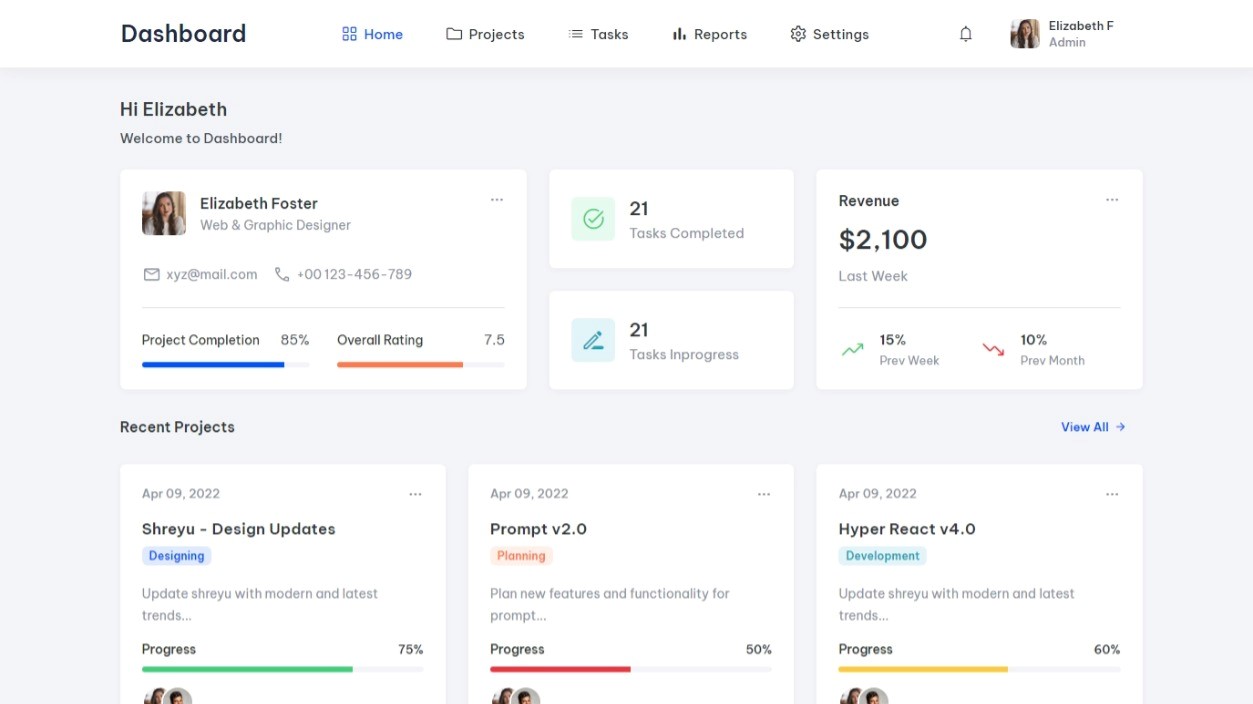 Dashboard Home Projects Tasks Reports Settings Elizabeth F
Admin
Hi Elizabeth
Welcome to Dashboard!
Elizabeth Foster
Web & Graphic Designer
xyz@mail.com +00 123-456-789
Project Completion 85% Overall Rating 7.5
21
Tasks Completed
21
Tasks Inprogress
Revenue
$2,100
Last Week
15%
Prev Week
10%
Prev Month
Recent Projects View All
Apr 09, 2022
Shreyu - Design Updates
Designing
Update shreyu with modern and latest
trends...
Progress 75%
Apr 09, 2022
Prompt v2.0
Planning
Plan new features and functionality for
prompt...
Progress 50%
Apr 09, 2022
Hyper React v4.0
Development
Update shreyu with modern and latest
trends...
Progress 60%